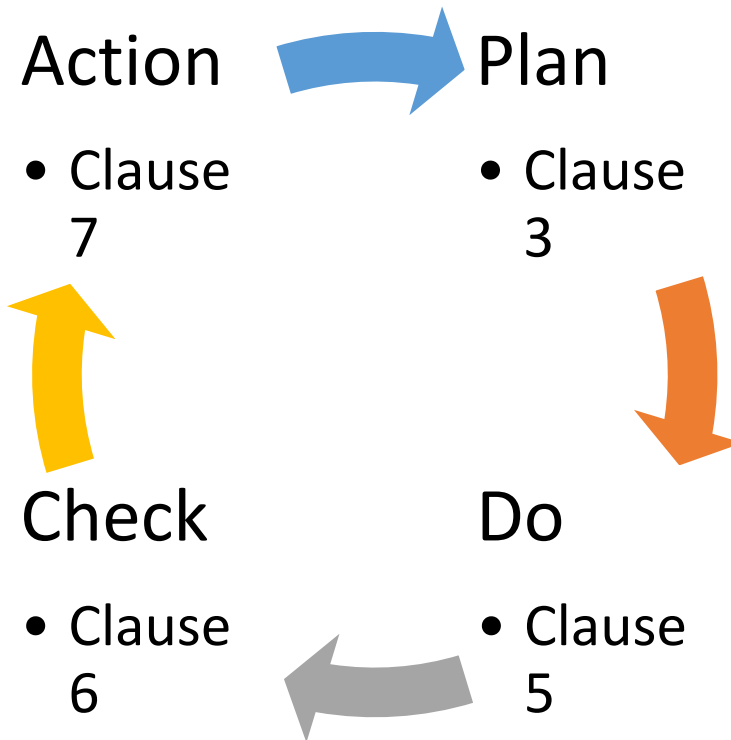 Action
• Clause
7
Plan
• Clause
3
Check
• Clause
6
Do
• Clause
5